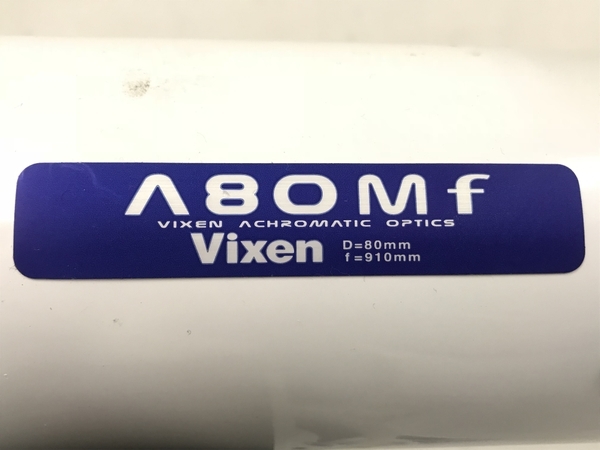 A80Mf
VIXEN ACHROMATIC OPTICS
Vixen
D=80mm
f=910mm